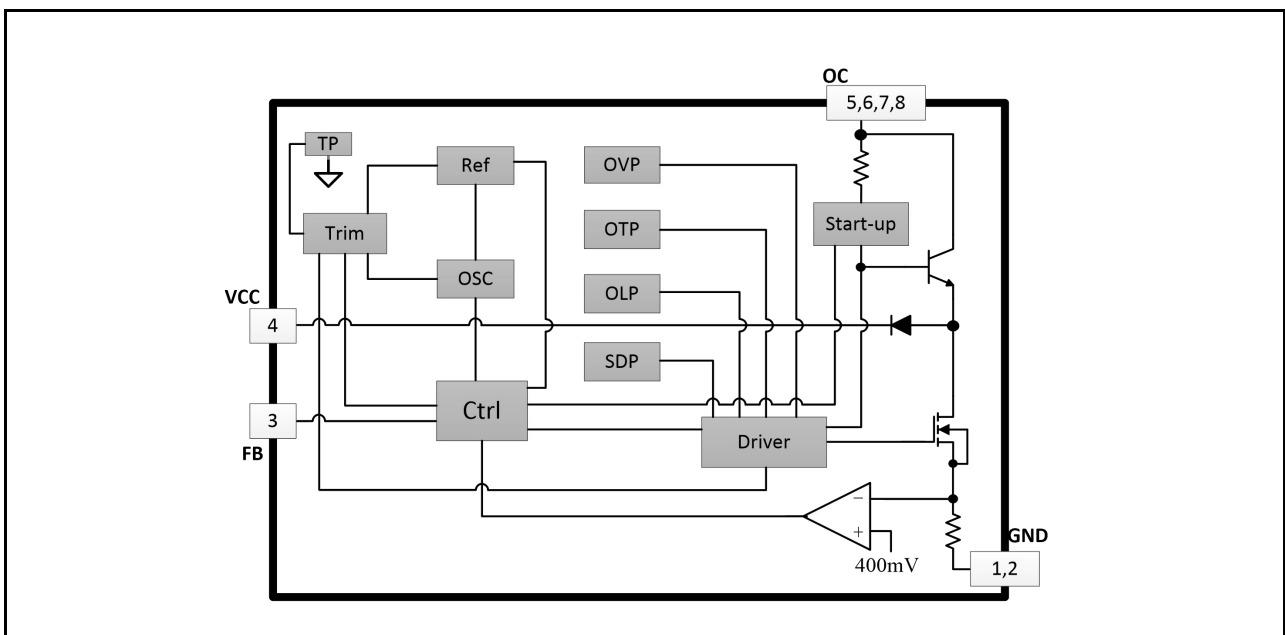 OC
5,6,7,8
TP
Ref
OVP
Trim
OTP
Start-up
OSC
OLP
VCC
4
SDP
Ctrl
3
FB
Driver
−
+
400mV
GND
1,2